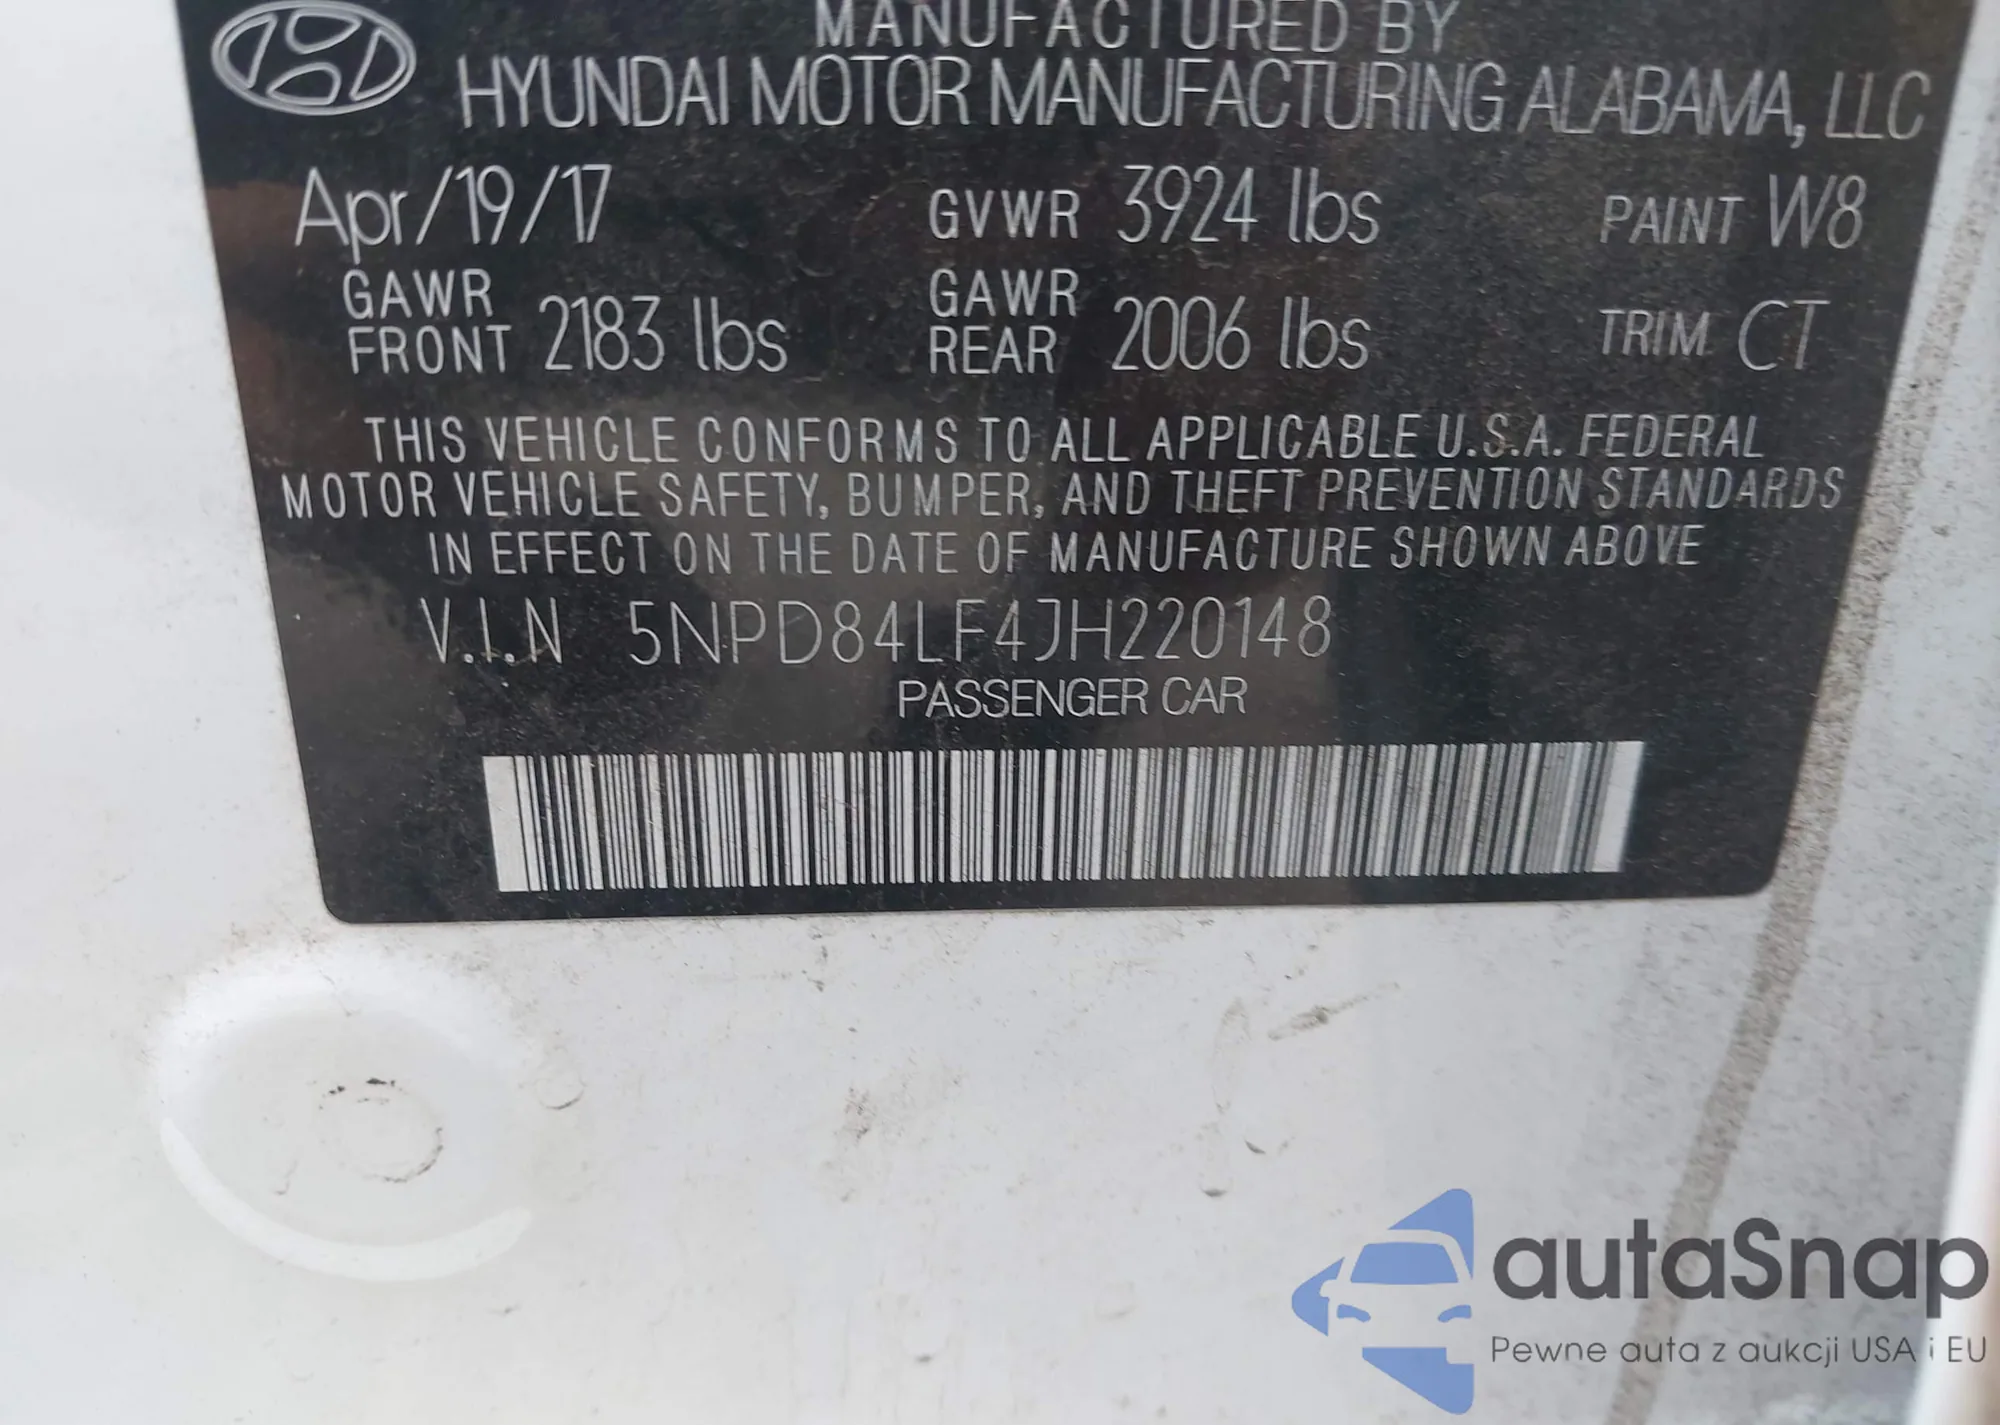 MANUFACTURED BY
HYUNDAI MOTOR MANUFACTURING ALABAMA, LLC
Apr/19/17 GVWR 3924 lbs PAINT W8
GAWR FRONT 2183 lbs GAWR REAR 2006 lbs TRIM CT
THIS VEHICLE CONFORMS TO ALL APPLICABLE U.S.A. FEDERAL
MOTOR VEHICLE SAFETY, BUMPER, AND THEFT PREVENTION STANDARDS
IN EFFECT ON THE DATE OF MANUFACTURE SHOWN ABOVE
V.I.N 5NPD84LF4JH220148
PASSENGER CAR
autaSnap
Pewne auta z aukcji USA i EU